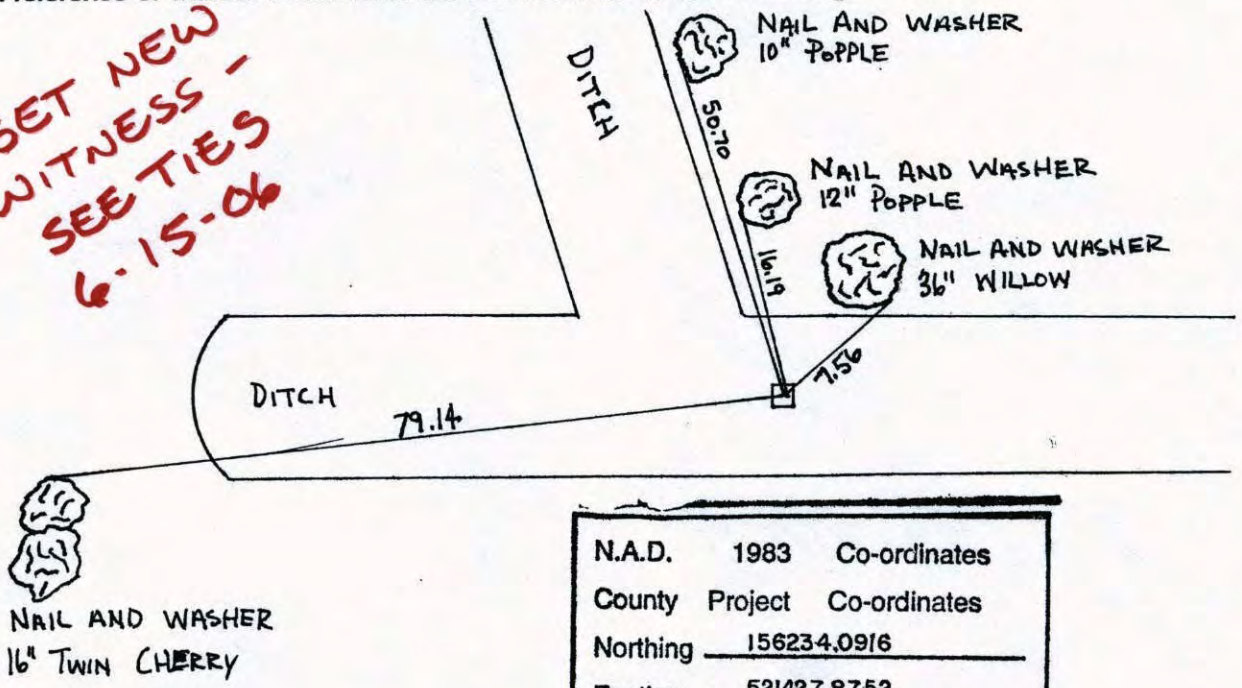 SET NEW
WITNESS -
SEE TIES
6-15-06
DITCH
NAIL AND WASHER
10" POPPLE
50.70
NAIL AND WASHER
12" POPPLE
16.19
NAIL AND WASHER
36" WILLOW
7.56
DITCH
79.14
NAIL AND WASHER
16" TWIN CHERRY
N.A.D. 1983 Co-ordinates
County Project Co-ordinates
Northing 156234.0916